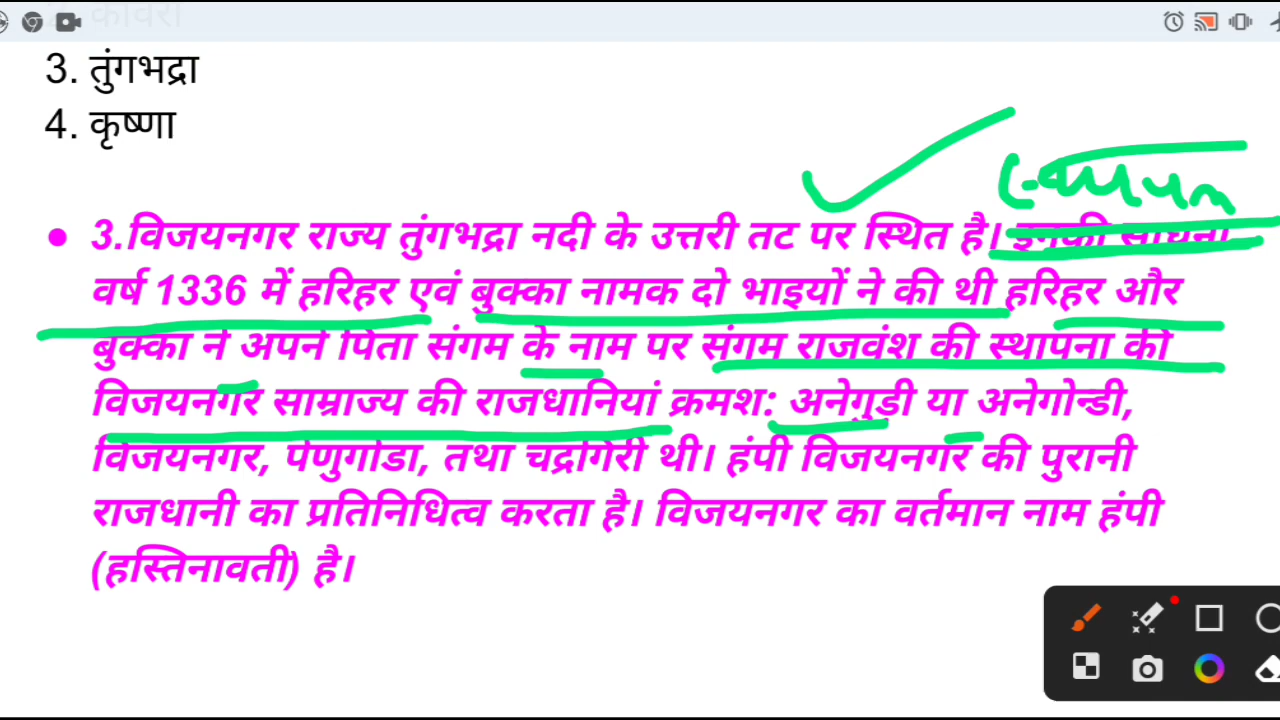 3. तुंगभद्रा
4. कृष्णा
3.विजयनगर राज्य तुंगभद्रा नदी के उत्तरी तट पर स्थित है।
वर्ष 1336 में हरिहर एवं बुक्का नामक दो भाइयों ने की थी हरिहर और
बुक्का ने अपने पिता संगम के नाम पर संगम राजवंश की स्थापना की
विजयनगर साम्राज्य की राजधानियां क्रमश: अनेगुडी या अनेगोन्डी,
विजयनगर, पेणुगोंडा, तथा चद्रगिरी थी। हंपी विजयनगर की पुरानी
राजधानी का प्रतिनिधित्व करता है। विजयनगर का वर्तमान नाम हंपी
(हस्तिनावती) है।